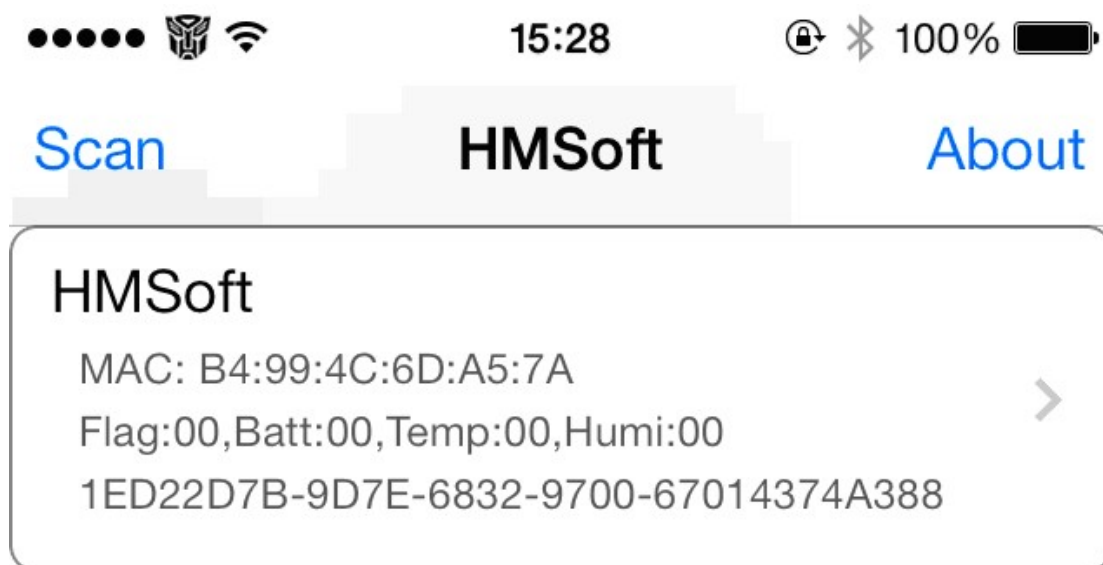 15:28 100%
Scan HMSoft About
HMSoft
MAC: B4:99:4C:6D:A5:7A
Flag:00,Batt:00,Temp:00,Humi:00
1ED22D7B-9D7E-6832-9700-67014374A388